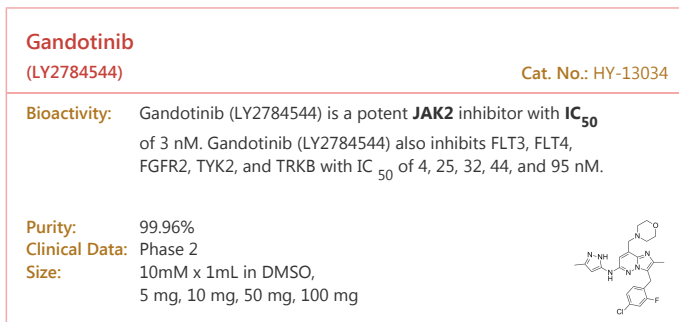 Gandotinib
(LY2784544)
Cat. No.: HY-13034
Bioactivity: Gandotinib (LY2784544) is a potent JAK2 inhibitor with IC50
of 3 nM. Gandotinib (LY2784544) also inhibits FLT3, FLT4,
FGFR2, TYK2, and TRKB with IC 50 of 4, 25, 32, 44, and 95 nM.
Purity: 99.96%
Clinical Data: Phase 2
Size: 10mM x 1mL in DMSO,
5 mg, 10 mg, 50 mg, 100 mg
O
N
N
NH
N
N
N
N
H
F
Cl